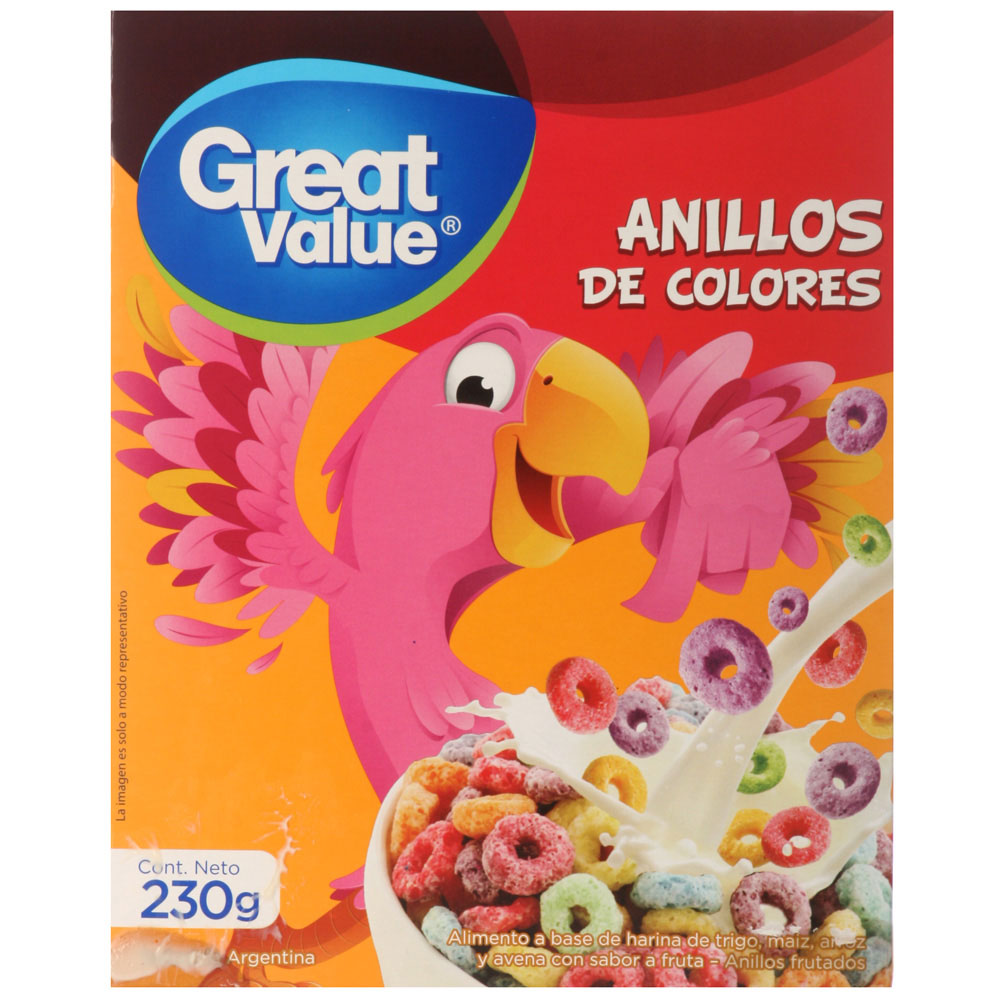 Great
Value®
ANILLOS
DE COLORES
La imagen es solo a modo representativo
Cont. Neto
230g
Argentina
Alimento a base de harina de trigo, maíz, arroz
y avena con sabor a fruta - Anillos frutados